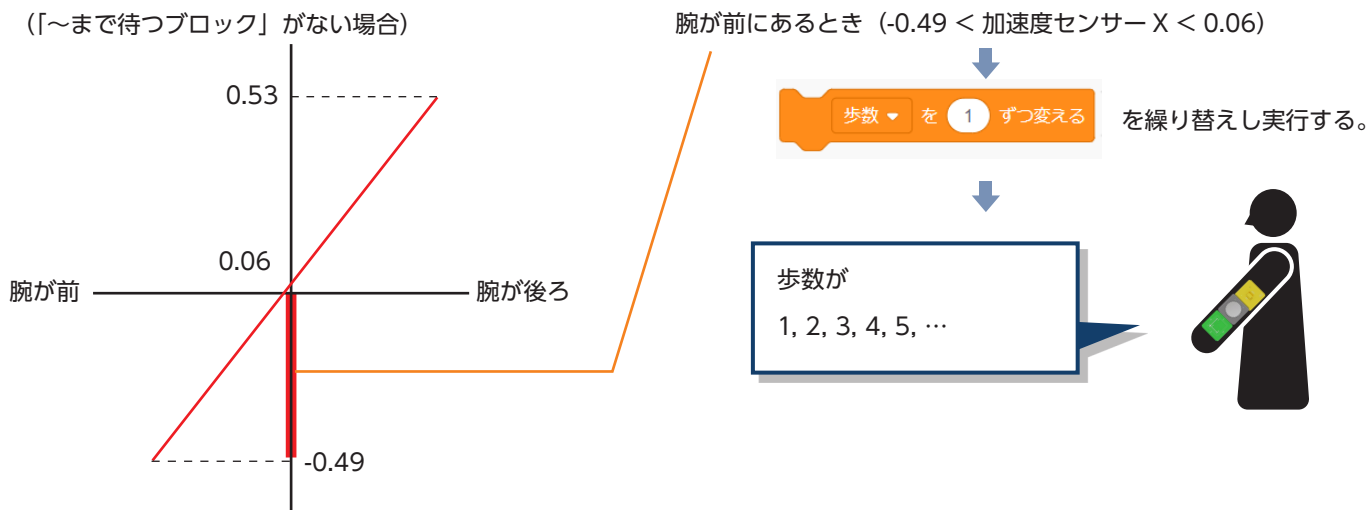 (「～まで待つブロック」がない場合)
0.53
0.06
腕が前
腕が後ろ
-0.49
腕が前にあるとき（-0.49 < 加速度センサー X < 0.06）
歩数 を 1 ずつ変える
を繰り替えし実行する。
歩数が
1, 2, 3, 4, 5, …